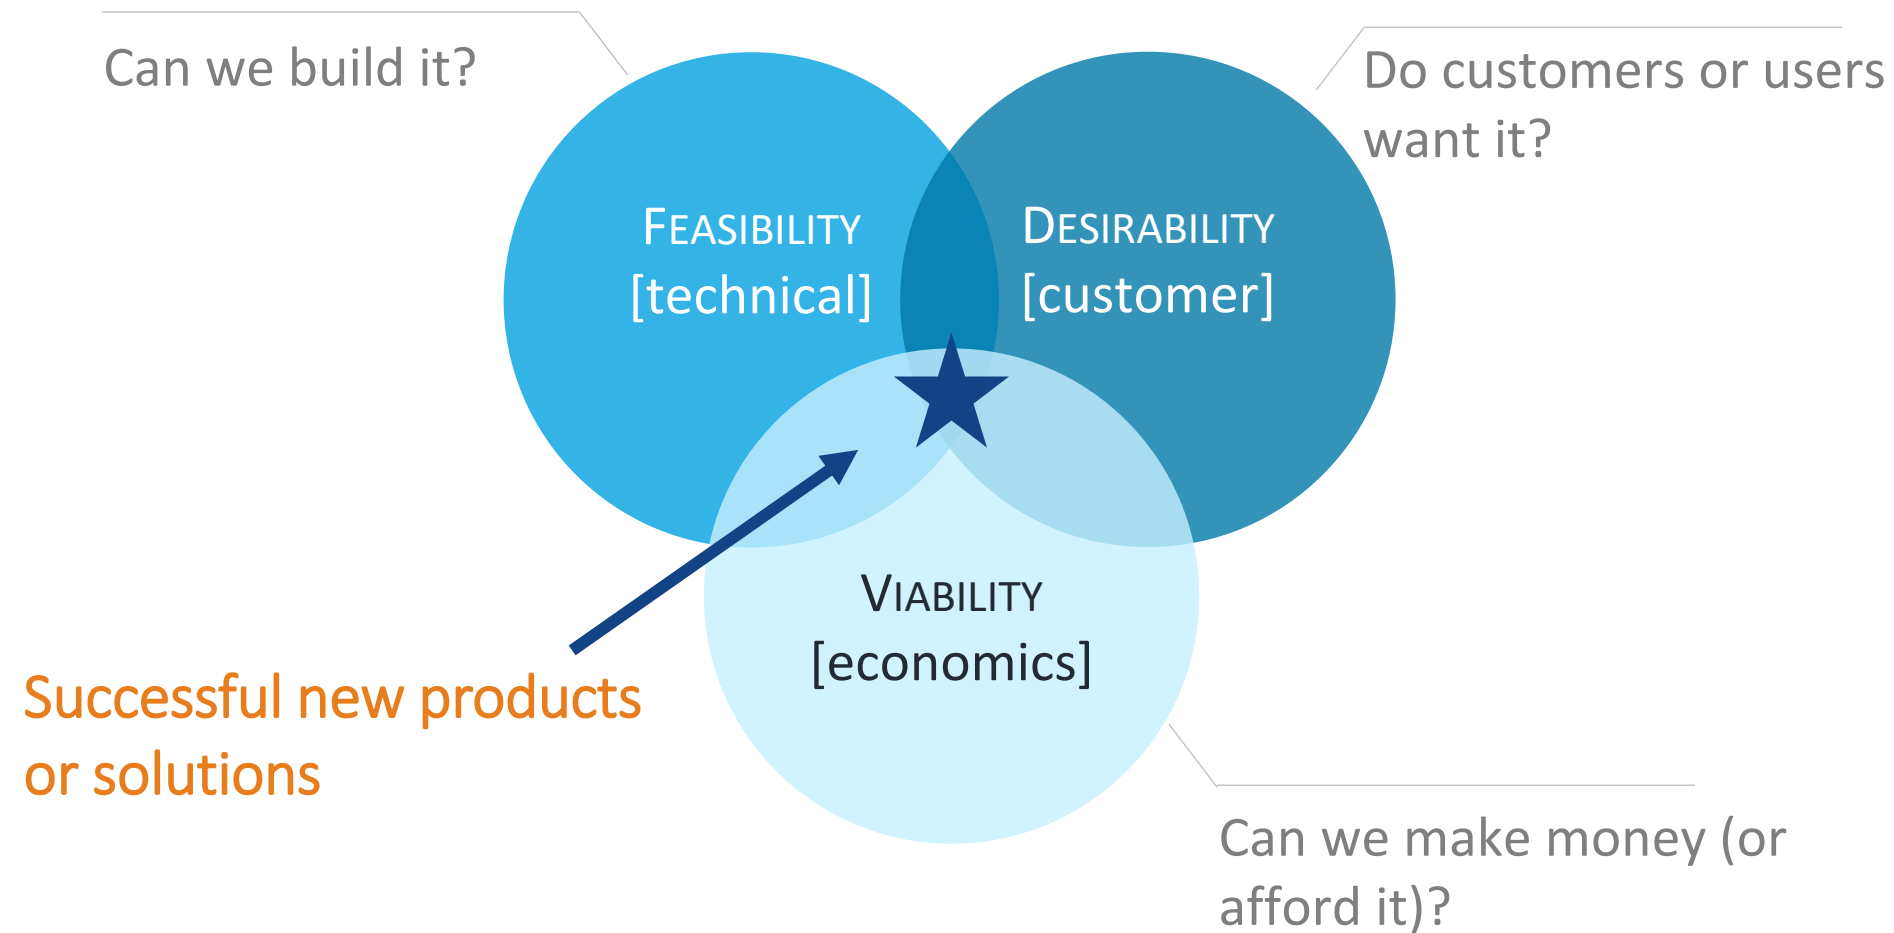 Can we build it?
Do customers or users
want it?
FEASIBILITY
[technical]
DESIRABILITY
[customer]
VIABILITY
[economics]
Successful new products
or solutions
Can we make money (or
afford it)?